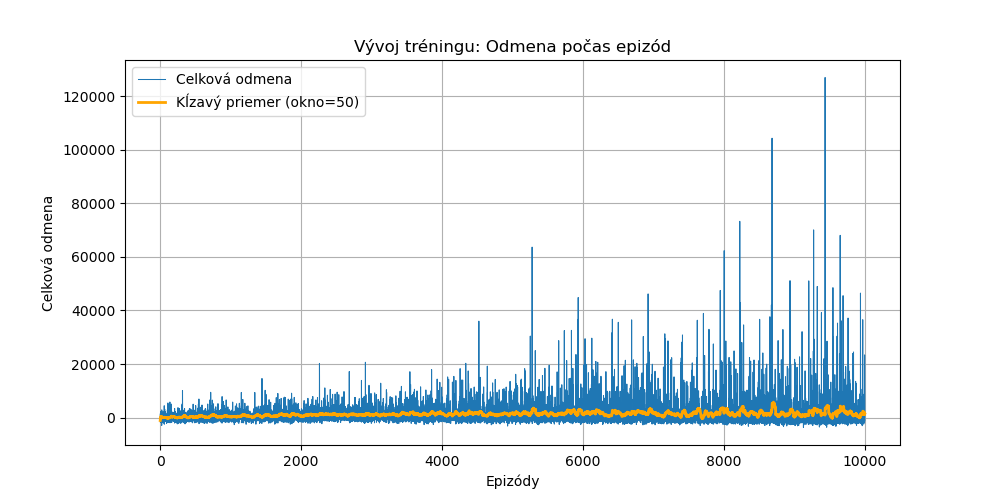 Vývoj tréningu: Odmena počas epizód
Celková odmena
Kĺzavý priemer (okno=50)
120000
100000
80000
60000
40000
20000
0
Celková odmena
0 2000 4000 6000 8000 10000
Epizódy